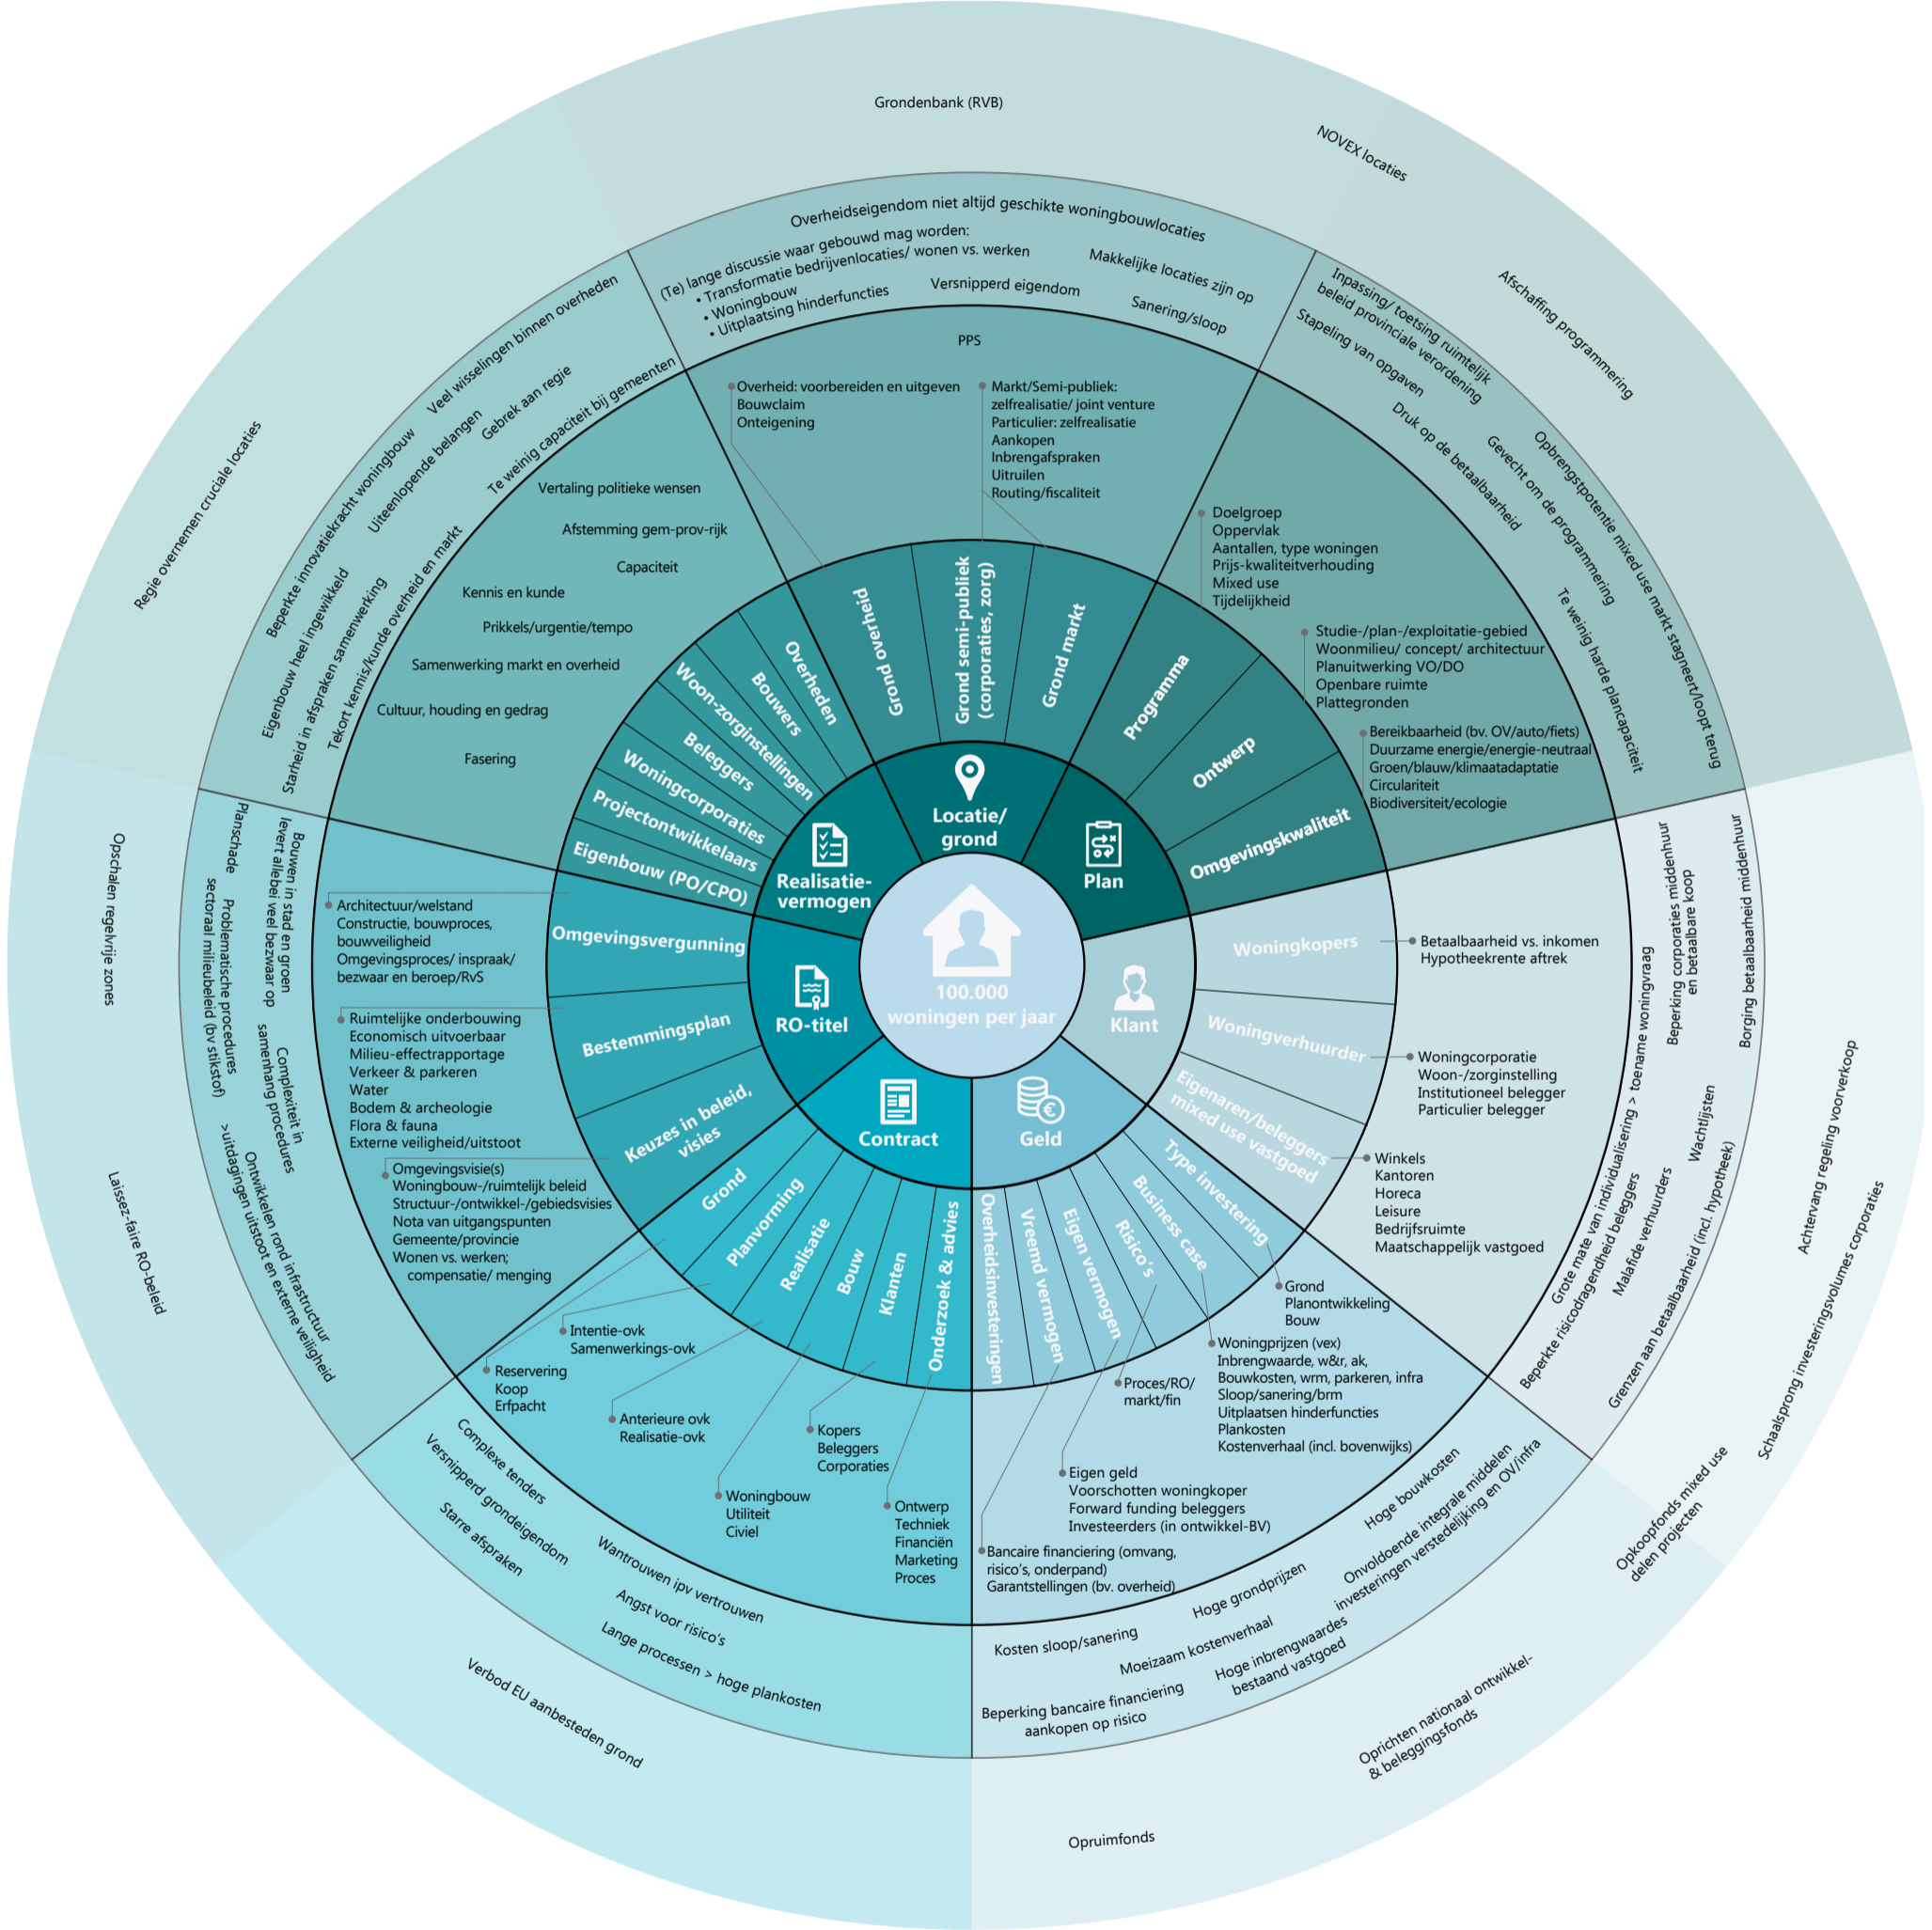 Grondenbank (RVB)
NOVEX locaties
Afschaffing programmering
Regie overnemen cruciale locaties
Opschalen regelvrije zones
Laissez-faire RO-beleid
Verbod EU aanbesteden grond
Opruimfonds
Oprichten nationaal ontwikkel-
& beleggingsfonds
Opkoopfonds mixed use
delen projecten
Schaalsprong investeringsvolumes corporaties
Achtervang regeling voorverkoop
Overheidseigendom niet altijd geschikte woningbouwlocaties
(Te) lange discussie waar gebouwd mag worden:
• Transformatie bedrijvenlocaties/ wonen vs. werken
• Woningbouw
• Uitplaatsing hinderfuncties
Versnipperd eigendom
Makkelijke locaties zijn op
Sanering/sloop
PPS
Overheid: voorbereiden en uitgeven
Bouwclaim
Onteigening
Markt/Semi-publiek:
zelfrealisatie/ joint venture
Particulier: zelfrealisatie
Aankopen
Inbrengafspraken
Uitruilen
Routing/fiscaliteit
Grond overheid
Grond semi-publiek
(corporaties, zorg)
Grond markt
Locatie/
grond
Inpassing/ toetsing ruimtelijk
beleid provinciale verordening
Stapeling van opgaven
Druk op de betaalbaarheid
Gevecht om de programmering
Opbrengstpotentie mixed use markt stagneert/loopt terug
Te weinig harde plancapaciteit
Doelgroep
Oppervlak
Aantallen, type woningen
Prijs-kwaliteitverhouding
Mixed use
Tijdelijkheid
Studie-/plan-/exploitatie-gebied
Woonmilieu/ concept/ architectuur
Planuitwerking VO/DO
Openbare ruimte
Plattegronden
Bereikbaarheid (bv. OV/auto/fiets)
Duurzame energie/energie-neutraal
Groen/blauw/klimaatadaptatie
Circulariteit
Biodiversiteit/ecologie
Programma
Ontwerp
Omgevingskwaliteit
Plan
Borging betaalbaarheid middenhuur
Beperking corporaties middenhuur
en betaalbare koop
Grote mate van individualisering > toename woningvraag
Wachtlijsten
Malafide verhuurders
Beperkte risicodragendheid beleggers
Grenzen aan betaalbaarheid (incl. hypotheek)
Betaalbaarheid vs. inkomen
Hypotheekrente aftrek
Woningcorporatie
Woon-/zorginstelling
Institutioneel belegger
Particulier belegger
Winkels
Kantoren
Horeca
Leisure
Bedrijfsruimte
Maatschappelijk vastgoed
Woningkopers
Woningverhuurder
Eigenaren/beleggers
mixed use vastgoed
Klant
Geld
Type investering
Business case
Risico's
Eigen vermogen
Vreemd vermogen
Overheidsinvesteringen
Grond
Planontwikkeling
Bouw
Woningprijzen (vex)
Inbrengwaarde, w&r, ak,
Bouwkosten, wrm, parkeren, infra
Sloop/sanering/brm
Uitplaatsen hinderfuncties
Plankosten
Kostenverhaal (incl. bovenwijks)
Proces/RO/
markt/fin
Eigen geld
Voorschotten woningkoper
Forward funding beleggers
Investeerders (in ontwikkel-BV)
Bancaire financiering (omvang,
risico's, onderpand)
Garantstellingen (bv. overheid)
Hoge bouwkosten
Onvoldoende integrale middelen
investeringen verstedelijking en OV/infra
Hoge grondprijzen
Kosten sloop/sanering
Moeizaam kostenverhaal
Hoge inbrengwaardes
bestaand vastgoed
Beperking bancaire financiering
aankopen op risico
Contract
Grond
Planvorming
Realisatie
Bouw
Klanten
Onderzoek & advies
Intentie-ovk
Samenwerkings-ovk
Reservering
Koop
Erfpacht
Anterieure ovk
Realisatie-ovk
Kopers
Beleggers
Corporaties
Woningbouw
Utiliteit
Civiel
Ontwerp
Techniek
Financiën
Marketing
Proces
Complexe tenders
Versnipperd grondeigendom
Starre afspraken
Wantrouwen ipv vertrouwen
Angst voor risico's
Lange processen > hoge plankosten
RO-titel
Omgevingsvergunning
Bestemmingsplan
Keuzes in beleid,
visies
Architectuur/welstand
Constructie, bouwproces,
bouwveiligheid
Omgevingsproces/ inspraak/
bezwaar en beroep/RvS
Ruimtelijke onderbouwing
Economisch uitvoerbaar
Milieu-effectrapportage
Verkeer & parkeren
Water
Bodem & archeologie
Flora & fauna
Externe veiligheid/uitstoot
Omgevingsvisie(s)
Woningbouw-/ruimtelijk beleid
Structuur-/ontwikkel-/gebiedsvisies
Nota van uitgangspunten
Gemeente/provincie
Wonen vs. werken;
compensatie/ menging
Planschade
Bouwen in stad en groen
levert allebei veel bezwaar op
Problematische procedures
sectoraal milieubeleid (bv stikstof)
Complexiteit in
samenhang procedures
Ontwikkelen rond infrastructuur
>uitdagingen uitstoot en externe veiligheid
Realisatie-
vermogen
Overheden
Bouwers
Woon-zorginstellingen
Beleggers
Woningcorporaties
Projectontwikkelaars
Eigenbouw (PO/CPO)
Vertaling politieke wensen
Afstemming gem-prov-rijk
Capaciteit
Kennis en kunde
Prikkels/urgentie/tempo
Samenwerking markt en overheid
Cultuur, houding en gedrag
Fasering
Veel wisselingen binnen overheden
Gebrek aan regie
Te weinig capaciteit bij gemeenten
Uiteenlopende belangen
Beperkte innovatiekracht woningbouw
Eigenbouw heel ingewikkeld
Starheid in afspraken samenwerking
Tekort kennis/kunde overheid en markt
100.000
woningen per jaar